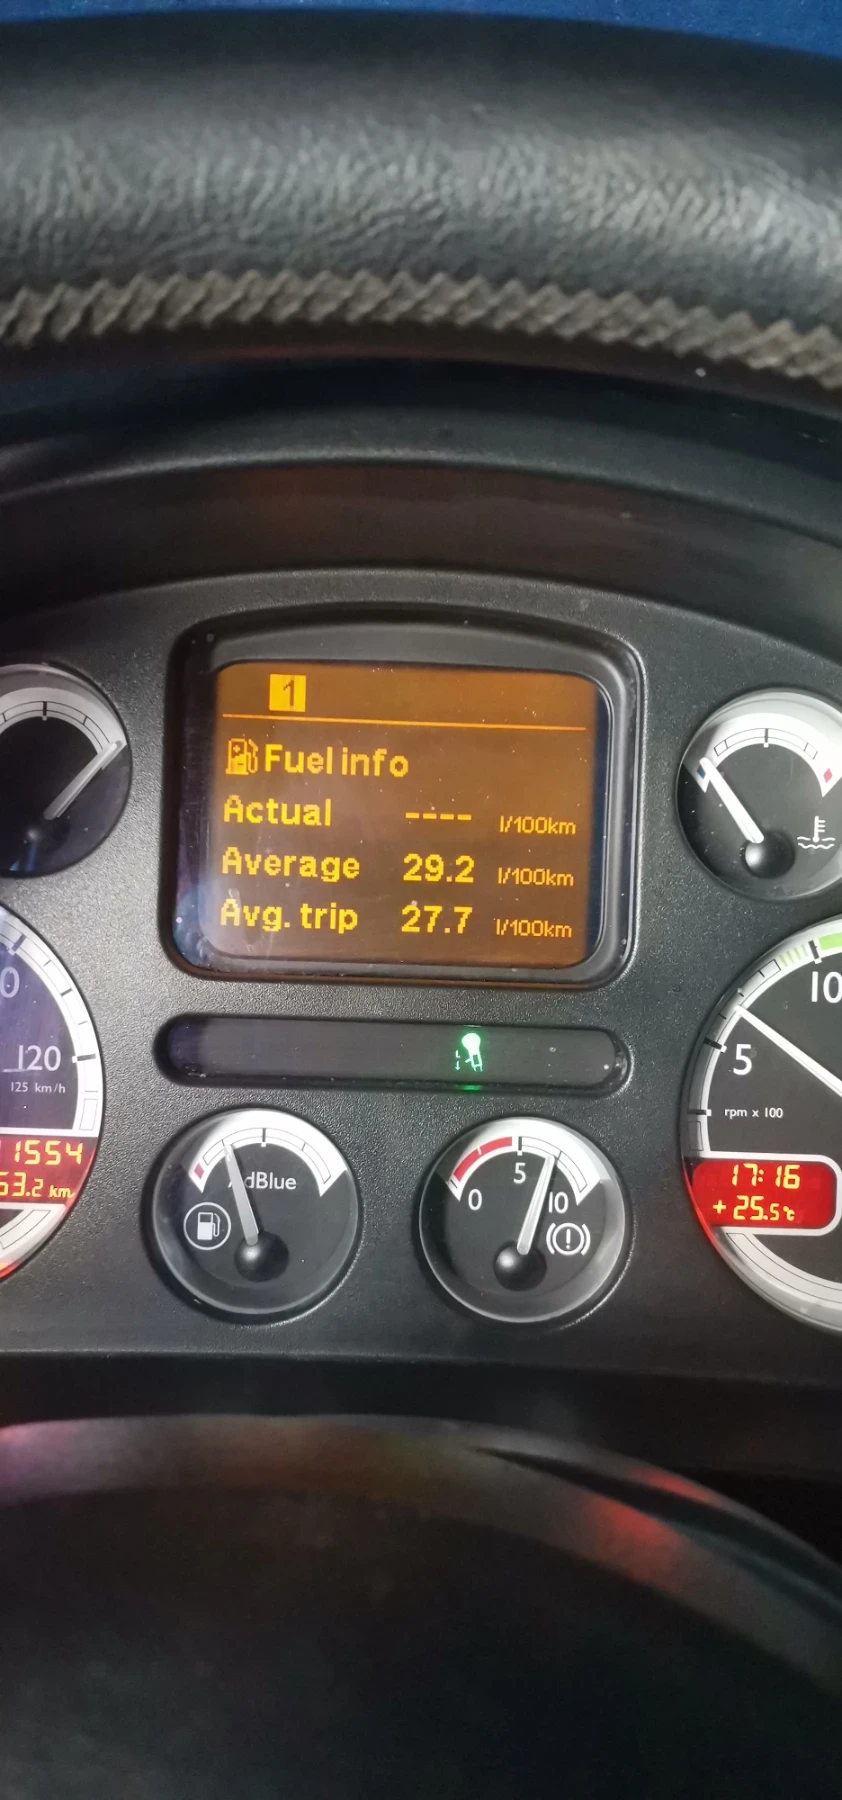 1
Fuel info
Actual ---- l/100km
Average 29.2 l/100km
Avg. trip 27.7 l/100km
120
125 km/h
10
5
rpm x 100
11554
53.2 km
AdBlue
0
5
10
17:16
+25.5°C